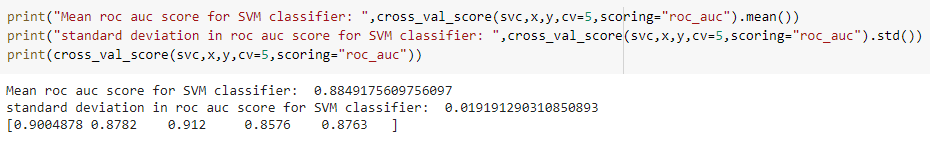 print("Mean roc auc score for SVM classifier: ",cross_val_score(svc,x,y,cv=5,scoring="roc_auc").mean())
print("standard deviation in roc auc score for SVM classifier: ",cross_val_score(svc,x,y,cv=5,scoring="roc_auc").std())
print(cross_val_score(svc,x,y,cv=5,scoring="roc_auc"))
Mean roc auc score for SVM classifier:  0.8849175609756097
standard deviation in roc auc score for SVM classifier:  0.019191290310850893
[0.9004878 0.8782    0.912     0.8576    0.8763   ]